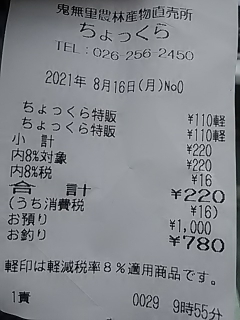 鬼無里農林産物直売所
ちょっくら
TEL:026-256-2450
2021年 8月16日(月)No0
ちょっくら特販 ¥110軽
ちょっくら特販 ¥110軽
小 計 ¥220
内8%対象 ¥220
内8%税 ¥16
合 計 ¥220
(うち消費税 ¥16)
お預り ¥1,000
お釣り ¥780
軽印は軽減税率8%適用商品です。
1責 0029 9時55分